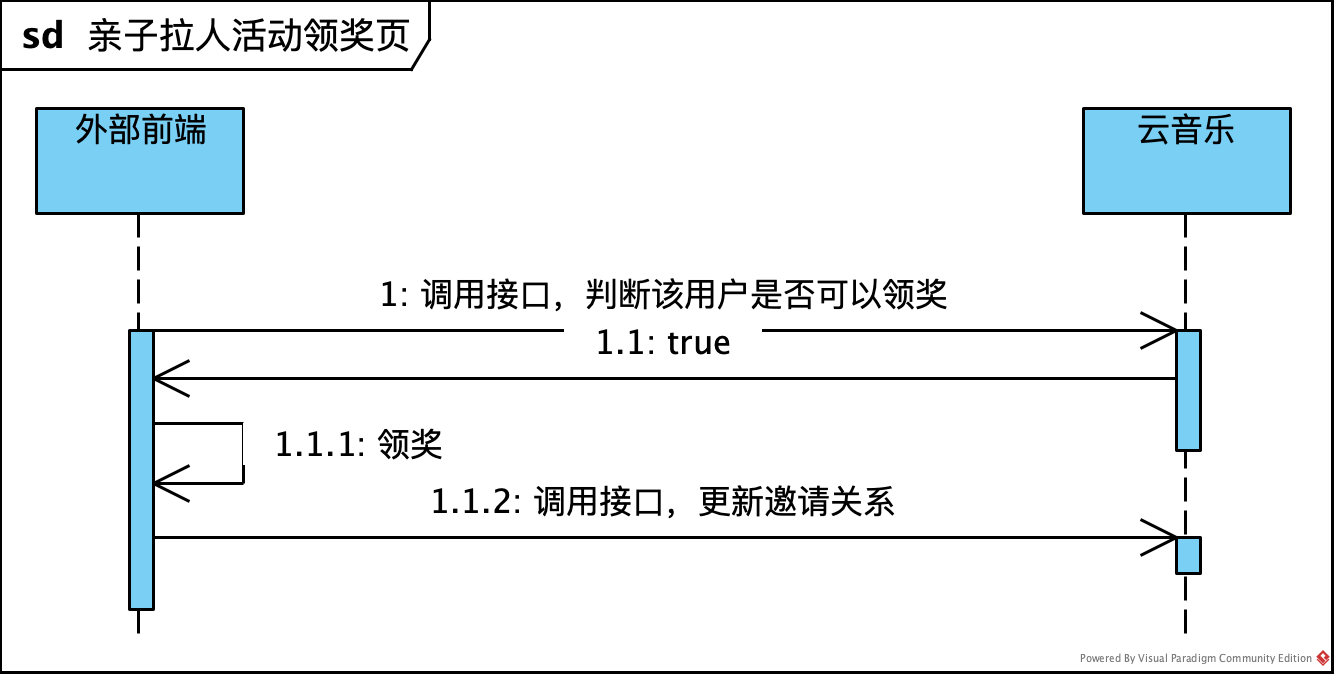 sd 亲子拉人活动领奖页
外部前端
云音乐
1: 调用接口，判断该用户是否可以领奖
1.1: true
1.1.1: 领奖
1.1.2: 调用接口，更新邀请关系
Powered By Visual Paradigm Community Edition